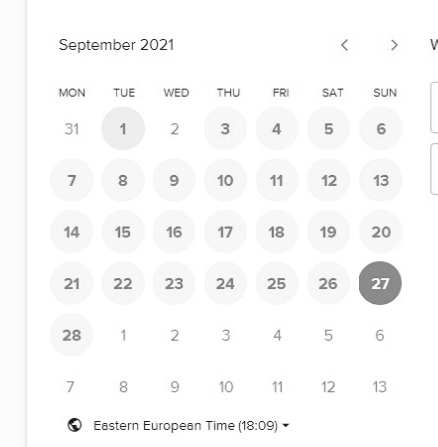 September 2021
MON TUE WED THU FRI SAT SUN
31 1 2 3 4 5 6
7 8 9 10 11 12 13
14 15 16 17 18 19 20
21 22 23 24 25 26 27
28 1 2 3 4 5 6
7 8 9 10 11 12 13
Eastern European Time (18:09)